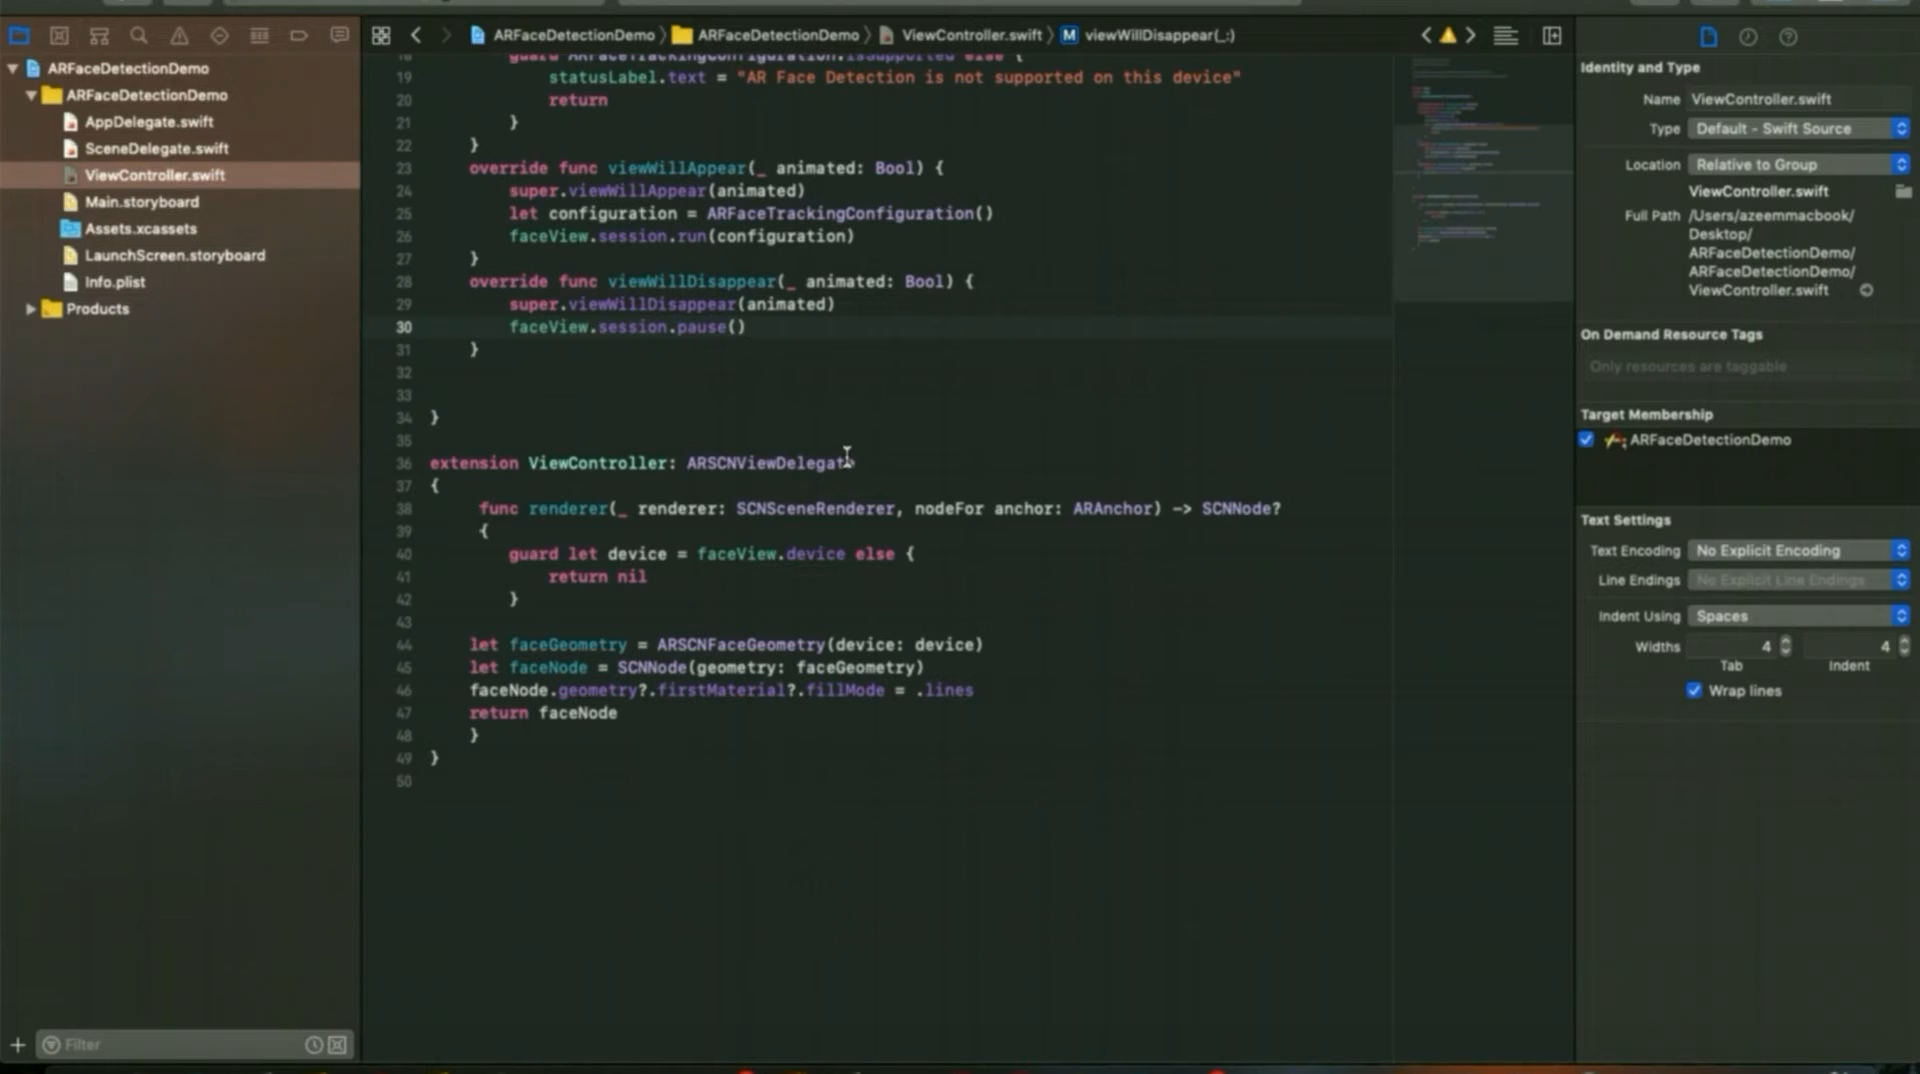 ARFaceDetectionDemo
ARFaceDetectionDemo
AppDelegate.swift
SceneDelegate.swift
ViewController.swift
Main.storyboard
Assets.xcassets
LaunchScreen.storyboard
Info.plist
Products
Filter
ARFaceDetectionDemo
ARFaceDetectionDemo
ViewController.swift
M viewWillDisappear(_:)
18 guard ARFaceTrackingConfiguration.isSupported else {
19 statusLabel.text = "AR Face Detection is not supported on this device"
20 return
21 }
22 }
23 override func viewWillAppear(_ animated: Bool) {
24 super.viewWillAppear(animated)
25 let configuration = ARFaceTrackingConfiguration()
26 faceView.session.run(configuration)
27 }
28 override func viewWillDisappear(_ animated: Bool) {
29 super.viewWillDisappear(animated)
30 faceView.session.pause()
31 }
32
33
34 }
35
36 extension ViewController: ARSCNViewDelegate
37 {
38 func renderer(_ renderer: SCNSceneRenderer, nodeFor anchor: ARAnchor) -> SCNNode?
39 {
40 guard let device = faceView.device else {
41 return nil
42 }
43
44 let faceGeometry = ARSCNFaceGeometry(device: device)
45 let faceNode = SCNNode(geometry: faceGeometry)
46 faceNode.geometry?.firstMaterial?.fillMode = .lines
47 return faceNode
48 }
49 }
50
Identity and Type
Name ViewController.swift
Type Default - Swift Source
Location Relative to Group
ViewController.swift
Full Path /Users/azeemmacbook/
Desktop/
ARFaceDetectionDemo/
ARFaceDetectionDemo/
ViewController.swift
On Demand Resource Tags
Only resources are taggable
Target Membership
ARFaceDetectionDemo
Text Settings
Text Encoding No Explicit Encoding
Line Endings No Explicit Line Endings
Indent Using Spaces
Widths 4 4
Tab Indent
Wrap lines